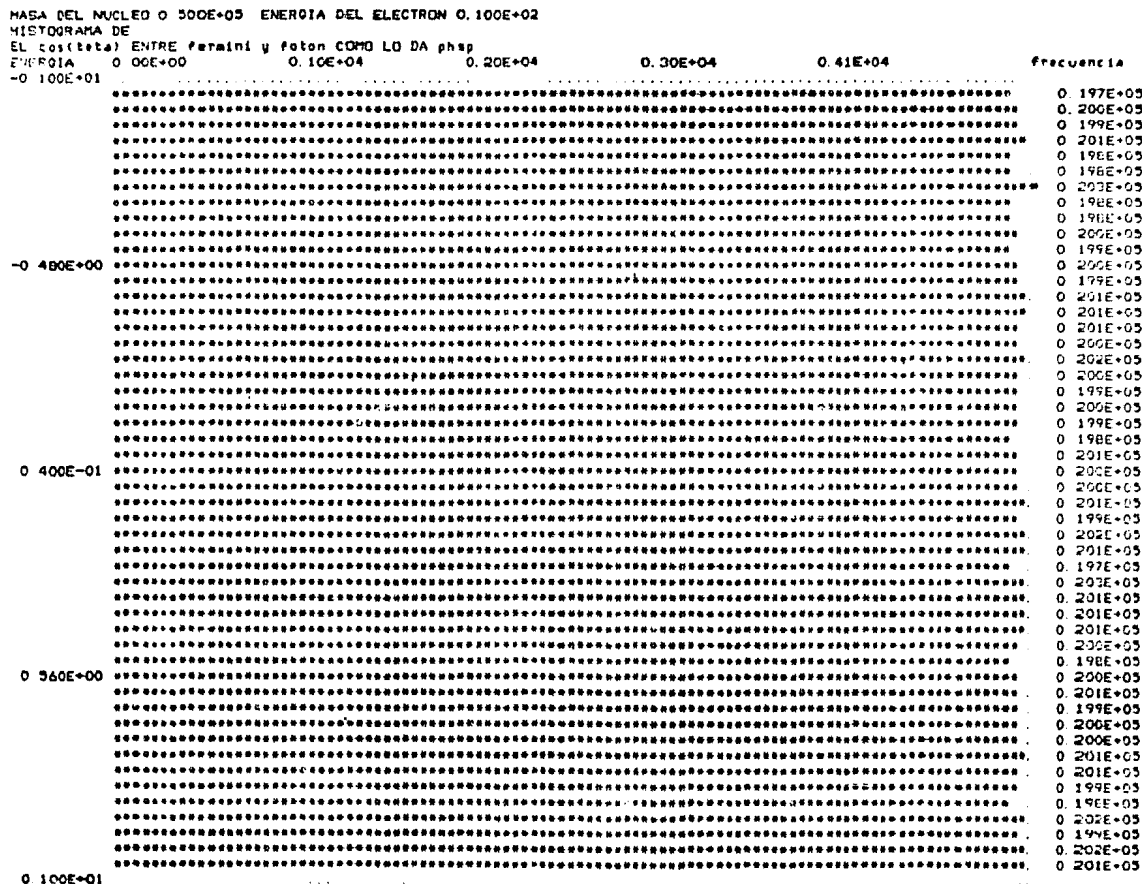 MASA DEL NUCLEO 0 500E+05 ENERGIA DEL ELECTRON 0.100E+02
HISTOGRAMA DE
EL cos(teta) ENTRE fermini y foton COMO LO DA phsp
ENERGIA 0 00E+00 0.10E+04 0.20E+04 0.30E+04 0.41E+04 frecuencia
-0 100E+01
0.197E+05
0.200E+05
0 199E+05
0 201E+05
0 198E+05
0 198E+05
0 203E+05
0 198E+05
0 198E+05
0 200E+05
0 199E+05
-0 480E+00 0 200E+05
0 199E+05
0 201E+05
0 201E+05
0 201E+05
0 200E+05
0 202E+05
0 200E+05
0 199E+05
0 200E+05
0 199E+05
0 198E+05
0 201E+05
0 400E-01 0 200E+05
0 200E+05
0 201E+05
0 199E+05
0 202E+05
0 201E+05
0.197E+05
0 203E+05
0.201E+05
0 201E+05
0 201E+05
0.200E+05
0 198E+05
0 560E+00 0 200E+05
0 201E+05
0 199E+05
0 200E+05
0.200E+05
0 201E+05
0 201E+05
0 199E+05
0 198E+05
0 202E+05
0 199E+05
0 202E+05
0 201E+05
0.100E+01